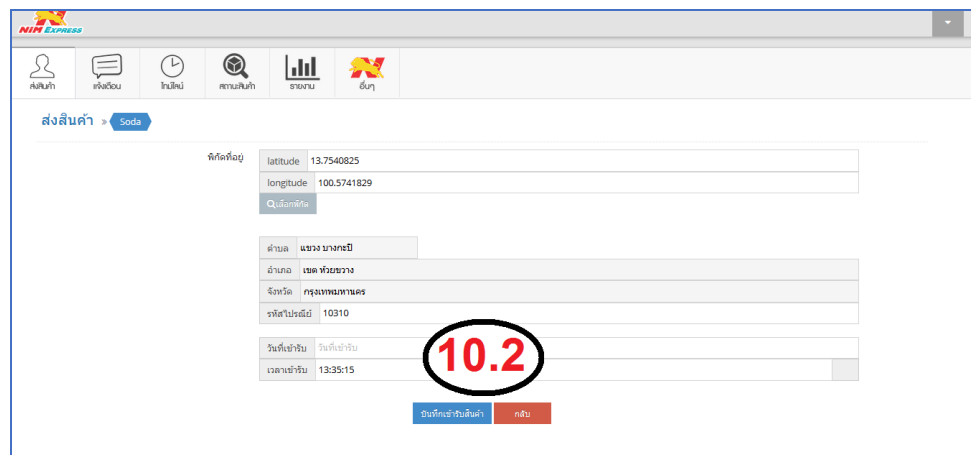 NIM EXPRESS
ส่งสินค้า แจ้งเตือน ไทม์ไลน์ สถานะสินค้า รายงาน อื่นๆ
ส่งสินค้า » Soda
พิกัดที่อยู่ latitude 13.7540825
longitude 100.5741829
เลือกพิกัด
ตำบล แขวง บางกะปิ
อำเภอ เขต ห้วยขวาง
จังหวัด กรุงเทพมหานคร
รหัสไปรณีย์ 10310
วันที่เข้ารับ วันที่เข้ารับ
10.2
เวลาเข้ารับ 13:35:15
บันทึกเข้ารับสินค้า กลับ